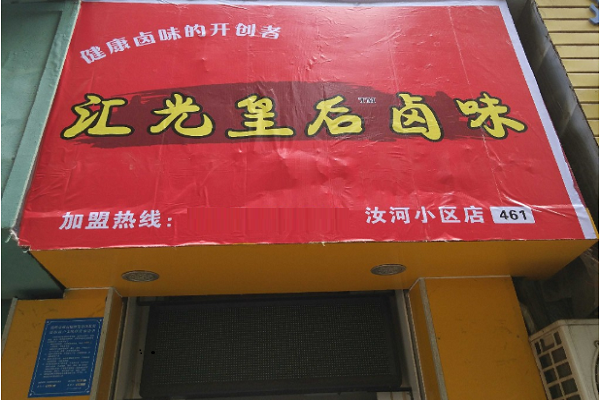 健康卤味的开创者
汇光皇后卤味 TM
加盟热线：
汝河小区店 461